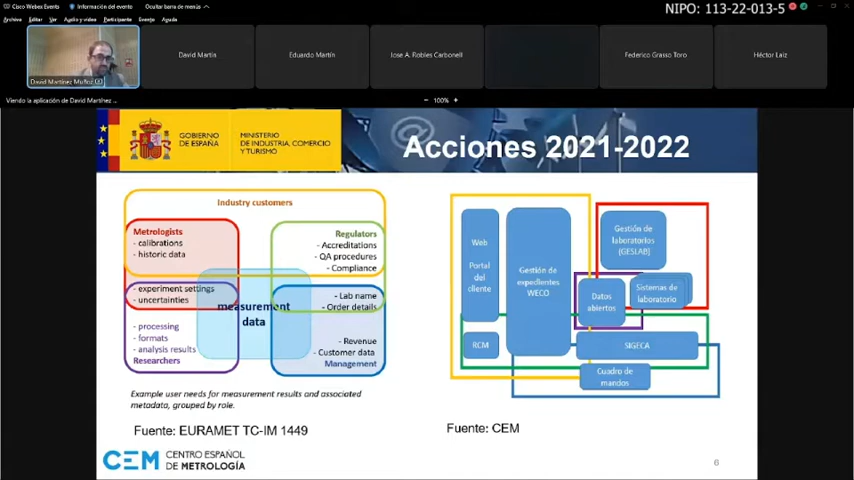 Cisco Webex Events
Información del evento
Ocultar barra de menús
NIPO: 113-22-013-5
Archivo Editar Ver Audio y vídeo Participante Evento Ayuda
David Martínez Muñoz
David Martín
Eduardo Martín
Jose A. Robles Carbonell
Federico Grasso Toro
Héctor Laiz
Viendo la aplicación de David Martínez ...
100%
GOBIERNO
DE ESPAÑA
MINISTERIO
DE INDUSTRIA, COMERCIO
Y TURISMO
Acciones 2021-2022
Industry customers
Metrologists
- calibrations
- historic data
- experiment settings
- uncertainties
- processing
- formats
- analysis results
Researchers
measurement
data
Regulators
- Accreditations
- QA procedures
- Compliance
- Lab name
- Order details
- Revenue
- Customer data
Management
Example user needs for measurement results and associated
metadata, grouped by role.
Fuente: EURAMET TC-IM 1449
Web
Portal
del
cliente
Gestión de
expedientes
WECO
Gestión de
laboratorios
(GESLAB)
Datos
abiertos
Sistemas de
laboratorio
RCM
SIGECA
Cuadro de
mandos
Fuente: CEM
CEM
CENTRO ESPAÑOL
DE METROLOGÍA
6